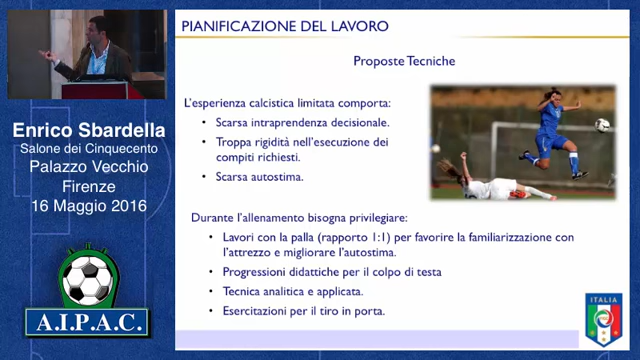 PIANIFICAZIONE DEL LAVORO
Proposte Tecniche
L'esperienza calcistica limitata comporta:
• Scarsa intraprendenza decisionale.
• Troppa rigidità nell'esecuzione dei
compiti richiesti.
• Scarsa autostima.
Durante l'allenamento bisogna privilegiare:
• Lavori con la palla (rapporto 1:1) per favorire la familiarizzazione con
l'attrezzo e migliorare l'autostima.
• Progressioni didattiche per il colpo di testa
• Tecnica analitica e applicata.
• Esercitazioni per il tiro in porta.
Enrico Sbardella
Salone dei Cinquecento
Palazzo Vecchio
Firenze
16 Maggio 2016
A.I.P.A.C.
ITALIA